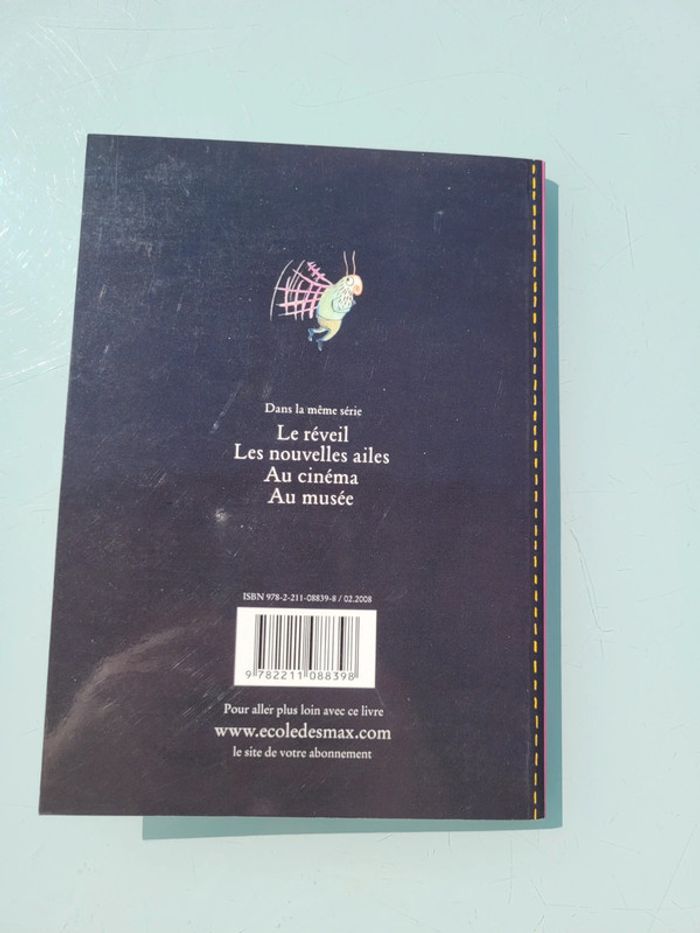 Dans la même série
Le réveil
Les nouvelles ailes
Au cinéma
Au musée
ISBN 978-2-211-08839-8 / 02.2008
9 782211 088398
Pour aller plus loin avec ce livre
www.ecoledesmax.com
le site de votre abonnement